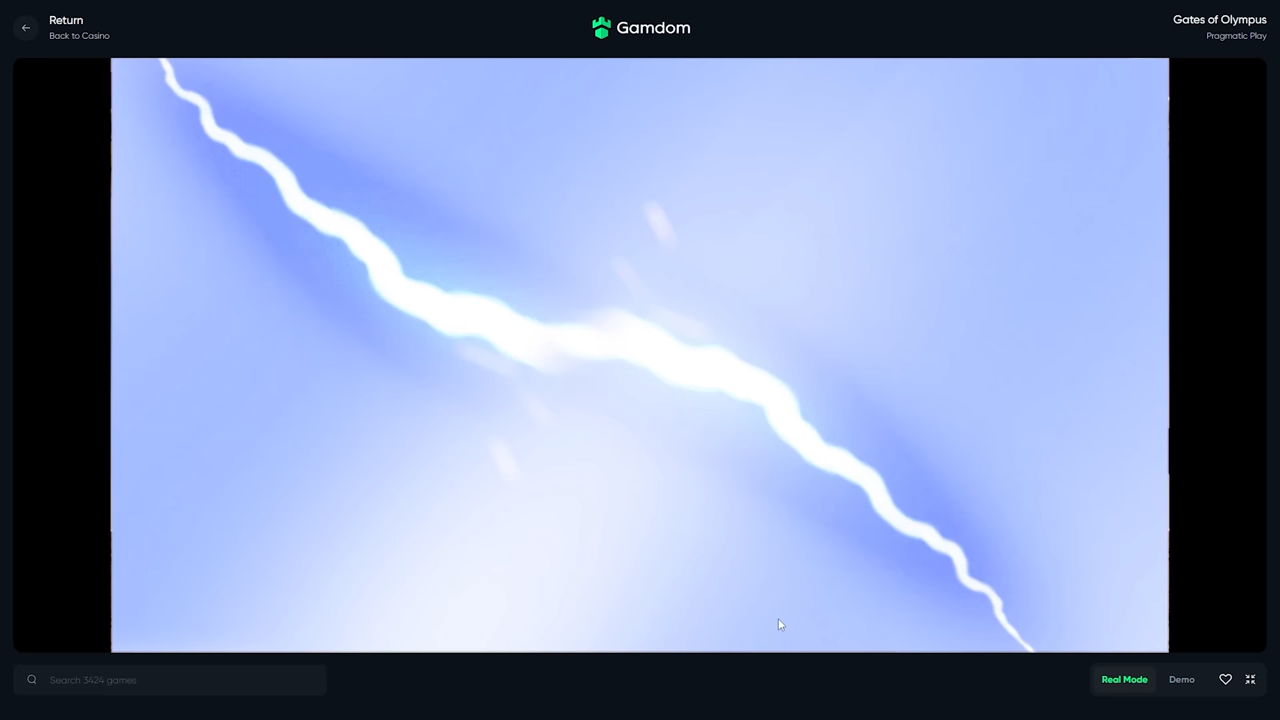 Return
Back to Casino
Gamdom
Gates of Olympus
Pragmatic Play
Search 3424 games
Real Mode
Demo